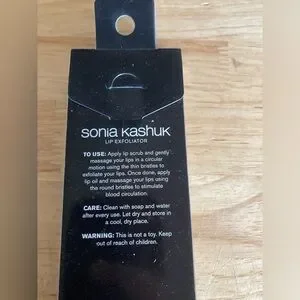 sonia kashuk
LIP EXFOLIATOR
TO USE: Apply lip scrub and gently
massage your lips in a circular
motion using the thin bristles to
exfoliate your lips. Once done, apply
lip oil and massage your lips using
the round bristles to stimulate
blood circulation.
CARE: Clean with soap and water
after every use. Let dry and store in
a cool, dry place.
WARNING: This is not a toy. Keep
out of reach of children.